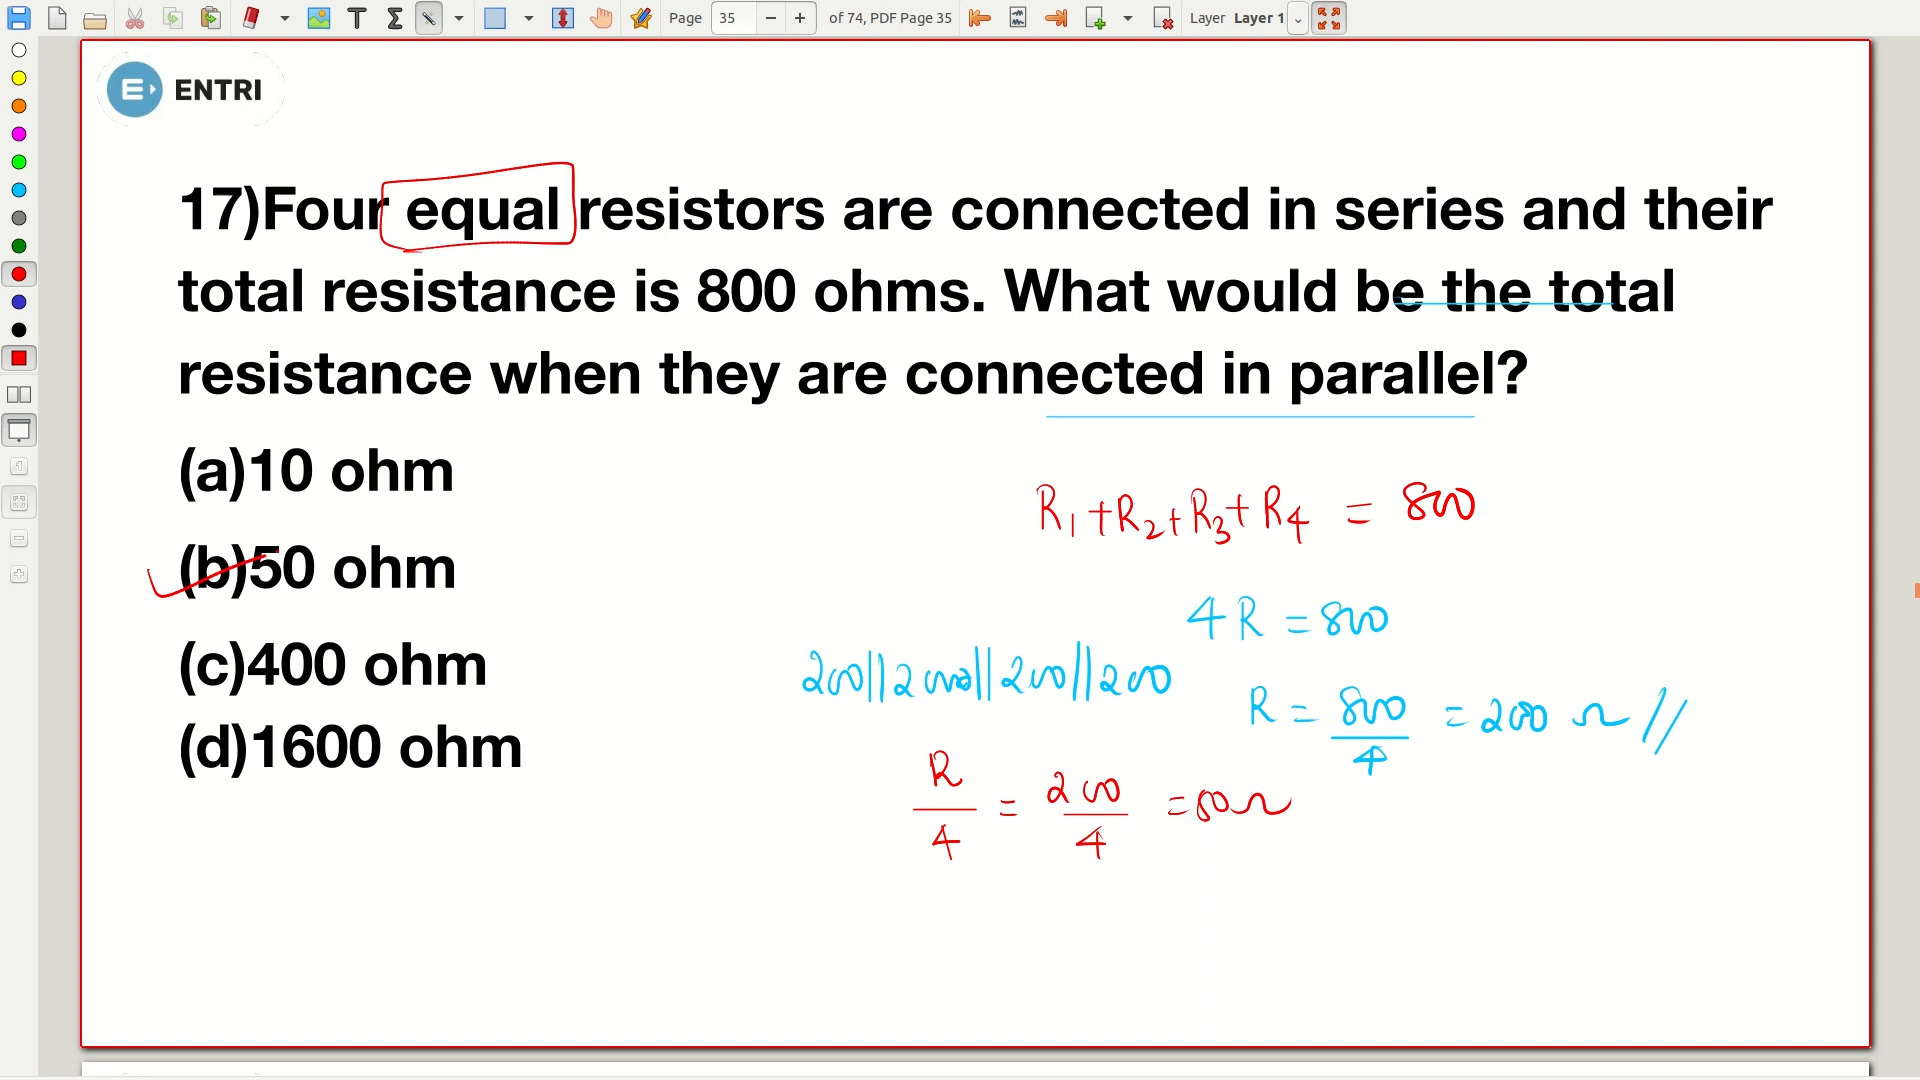 Page 35 of 74, PDF Page 35 Layer Layer 1
ENTRI
17)Four equal resistors are connected in series and their
total resistance is 800 ohms. What would be the total
resistance when they are connected in parallel?
(a)10 ohm
(b)50 ohm
(c)400 ohm
(d)1600 ohm
R₁+R₂+R₃+R₄ = 800
4R = 800
200||200||200||200
R = 800/4 = 200 Ω //
R/4 = 200/4 = 50Ω